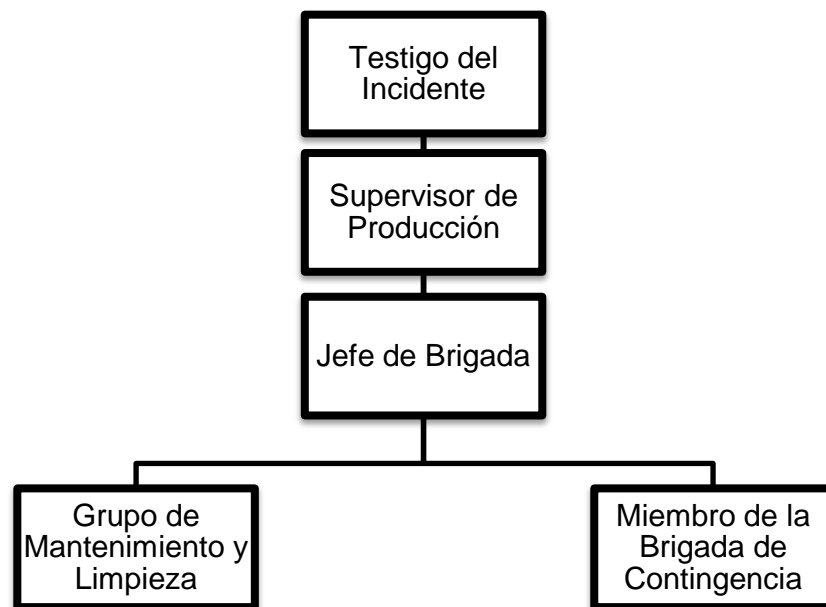 Testigo del
Incidente
Supervisor de
Producción
Jefe de Brigada
Grupo de
Mantenimiento y
Limpieza
Miembro de la
Brigada de
Contingencia